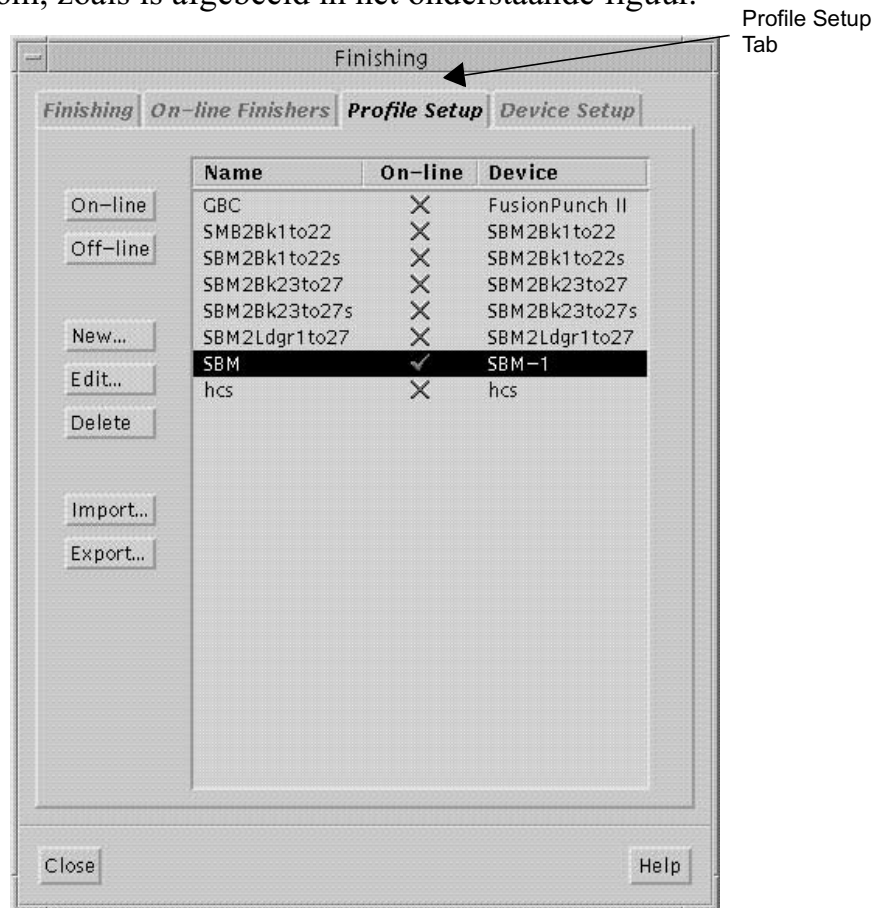 zoals is afgebeeld in het onderstaande figuur.
Profile Setup
Tab
Finishing
Finishing On-line Finishers Profile Setup Device Setup
Name On-line Device
On-line
Off-line
New...
Edit...
Delete
Import...
Export...
GBC FusionPunch II
SMB2Bk1to22 SBM2Bk1to22
SBM2Bk1to22s SBM2Bk1to22s
SBM2Bk23to27 SBM2Bk23to27
SBM2Bk23to27s SBM2Bk23to27s
SBM2Ldgr1to27 SBM2Ldgr1to27
SBM SBM-1
hcs hcs
Close Help